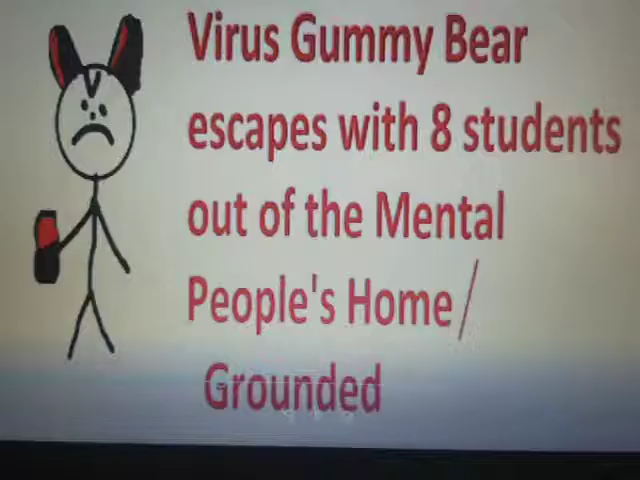 Virus Gummy Bear
escapes with 8 students
out of the Mental
People's Home/
Grounded